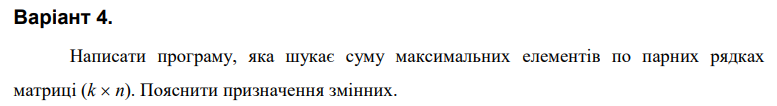 Варіант 4.
Написати програму, яка шукає суму максимальних елементів по парних рядках
матриці (k × n). Пояснити призначення змінних.